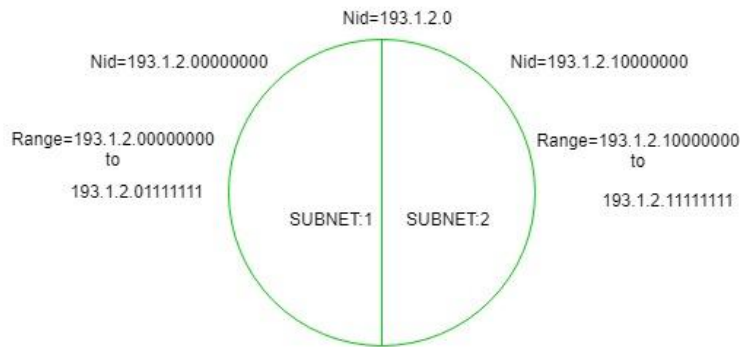 Nid=193.1.2.0
Nid=193.1.2.00000000
Nid=193.1.2.10000000
Range=193.1.2.00000000
to
193.1.2.01111111
Range=193.1.2.10000000
to
193.1.2.11111111
SUBNET:1
SUBNET:2